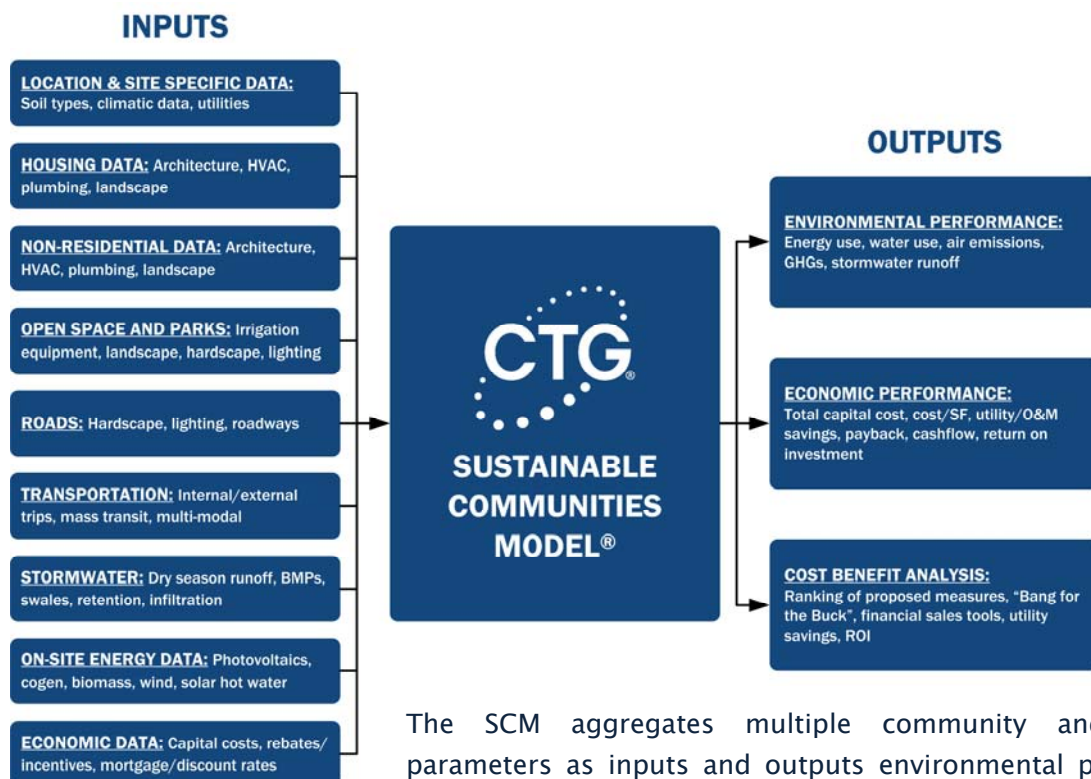 INPUTS
LOCATION & SITE SPECIFIC DATA:
Soil types, climatic data, utilities
HOUSING DATA: Architecture, HVAC,
plumbing, landscape
NON-RESIDENTIAL DATA: Architecture,
HVAC, plumbing, landscape
OPEN SPACE AND PARKS: Irrigation
equipment, landscape, hardscape, lighting
ROADS: Hardscape, lighting, roadways
TRANSPORTATION: Internal/external
trips, mass transit, multi-modal
STORMWATER: Dry season runoff, BMPs,
swales, retention, infiltration
ON-SITE ENERGY DATA: Photovoltaics,
cogen, biomass, wind, solar hot water
ECONOMIC DATA: Capital costs, rebates/
incentives, mortgage/discount rates
CTG®
SUSTAINABLE
COMMUNITIES
MODEL®
OUTPUTS
ENVIRONMENTAL PERFORMANCE:
Energy use, water use, air emissions,
GHGs, stormwater runoff
ECONOMIC PERFORMANCE:
Total capital cost, cost/SF, utility/O&M
savings, payback, cashflow, return on
investment
COST BENEFIT ANALYSIS:
Ranking of proposed measures, “Bang for
the Buck”, financial sales tools, utility
savings, ROI
The SCM aggregates multiple community and
parameters as inputs and outputs environmental p